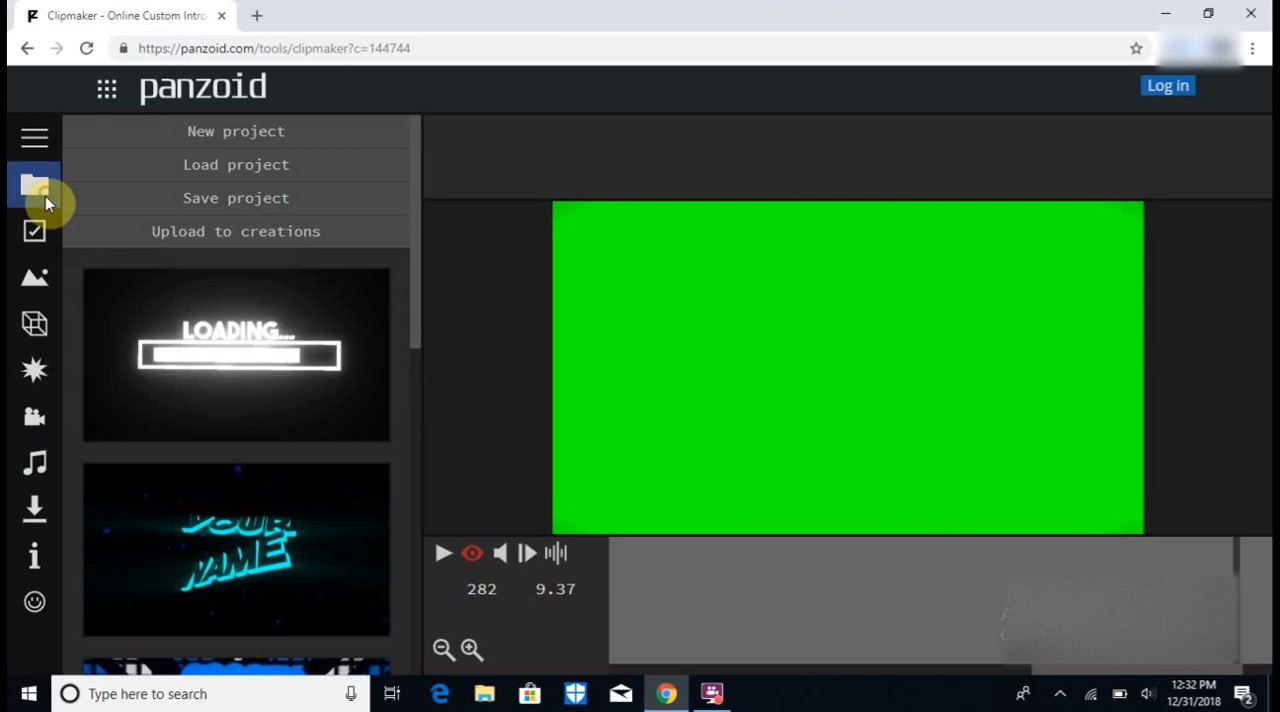 Clipmaker - Online Custom Intro
https://panzoid.com/tools/clipmaker?c=144744
panzoid
Log in
New project
Load project
Save project
Upload to creations
LOADING...
YOUR
NAME
282
9.37
Type here to search
12:32 PM
12/31/2018
2